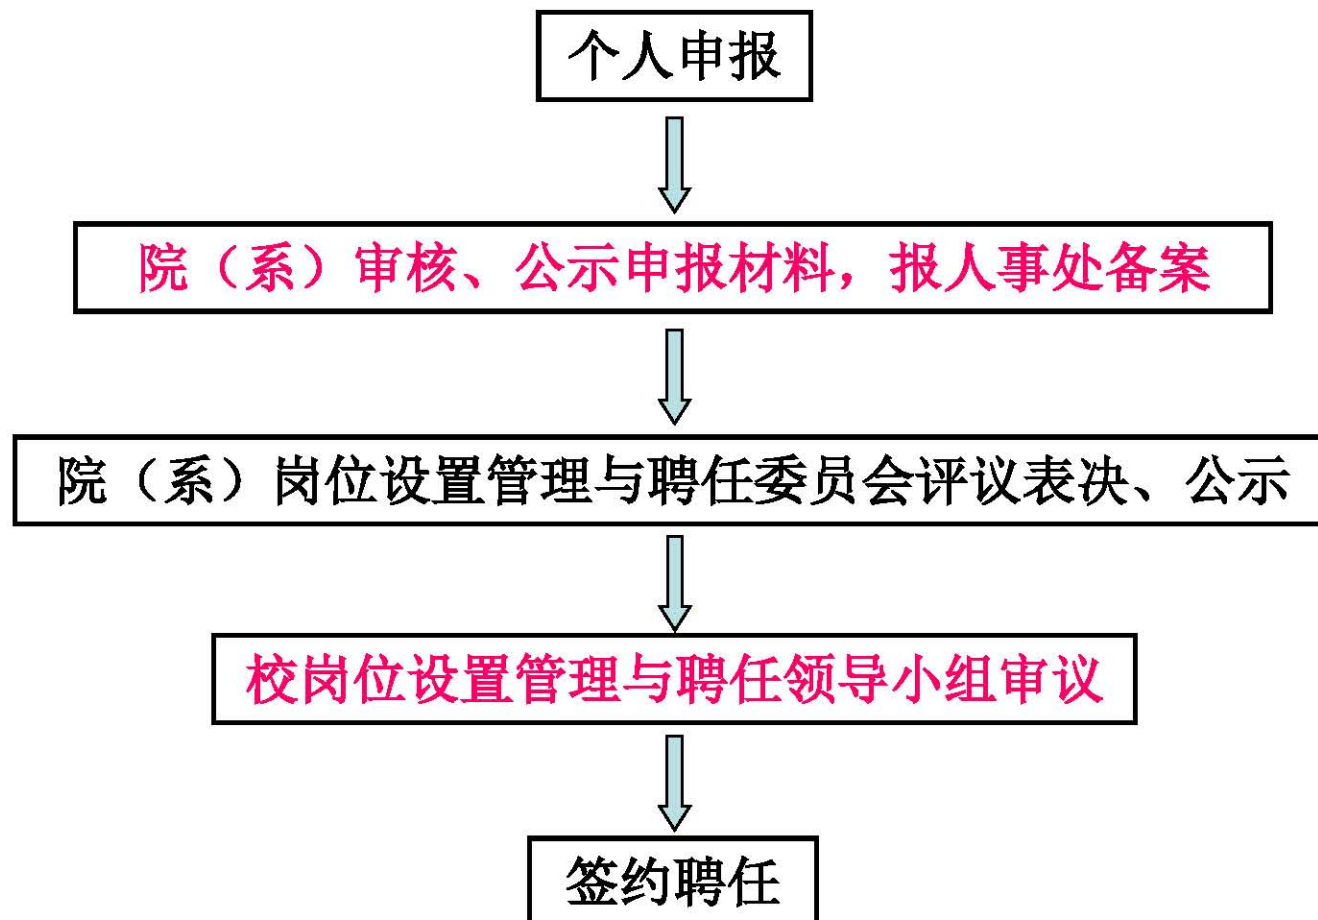 个人申报
院（系）审核、公示申报材料，报人事处备案
院（系）岗位设置管理与聘任委员会评议表决、公示
校岗位设置管理与聘任领导小组审议
签约聘任